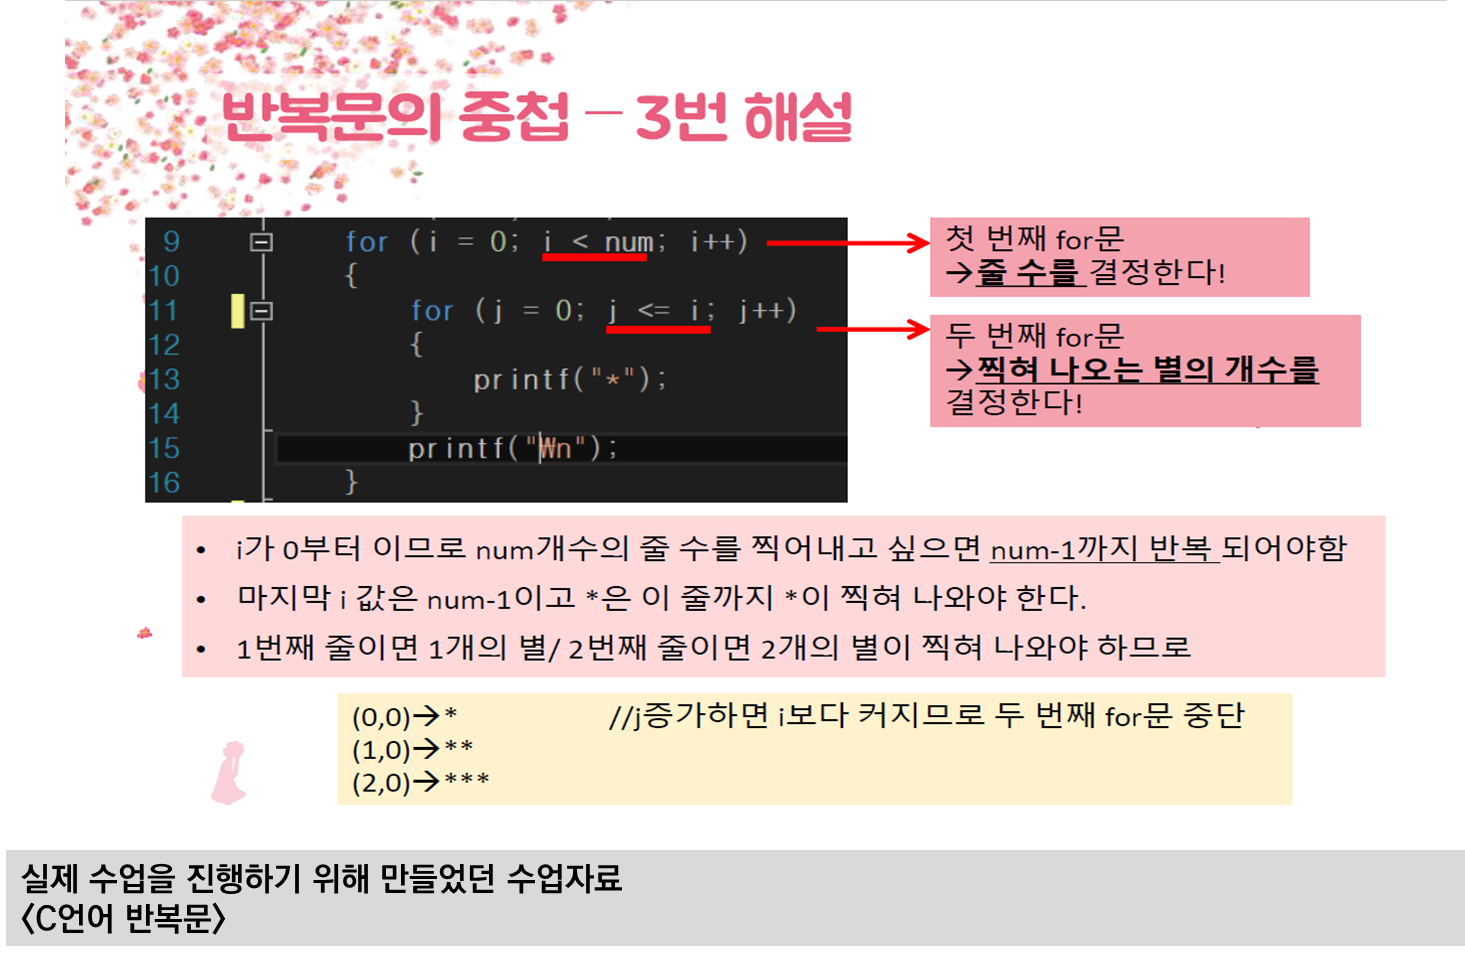 반복문의 중첩 – 3번 해설
9 for (i = 0; i < num; i++)
10 {
11 for (j = 0; j <= i; j++)
12 {
13 printf("*");
14 }
15 printf("₩n");
16 }
첫 번째 for문
→줄 수를 결정한다!
두 번째 for문
→찍혀 나오는 별의 개수를
결정한다!
• i가 0부터 이므로 num개수의 줄 수를 찍어내고 싶으면 num-1까지 반복 되어야함
• 마지막 i 값은 num-1이고 *은 이 줄까지 *이 찍혀 나와야 한다.
• 1번째 줄이면 1개의 별/ 2번째 줄이면 2개의 별이 찍혀 나와야 하므로
(0,0)→* //j증가하면 i보다 커지므로 두 번째 for문 중단
(1,0)→**
(2,0)→***
실제 수업을 진행하기 위해 만들었던 수업자료
<C언어 반복문>